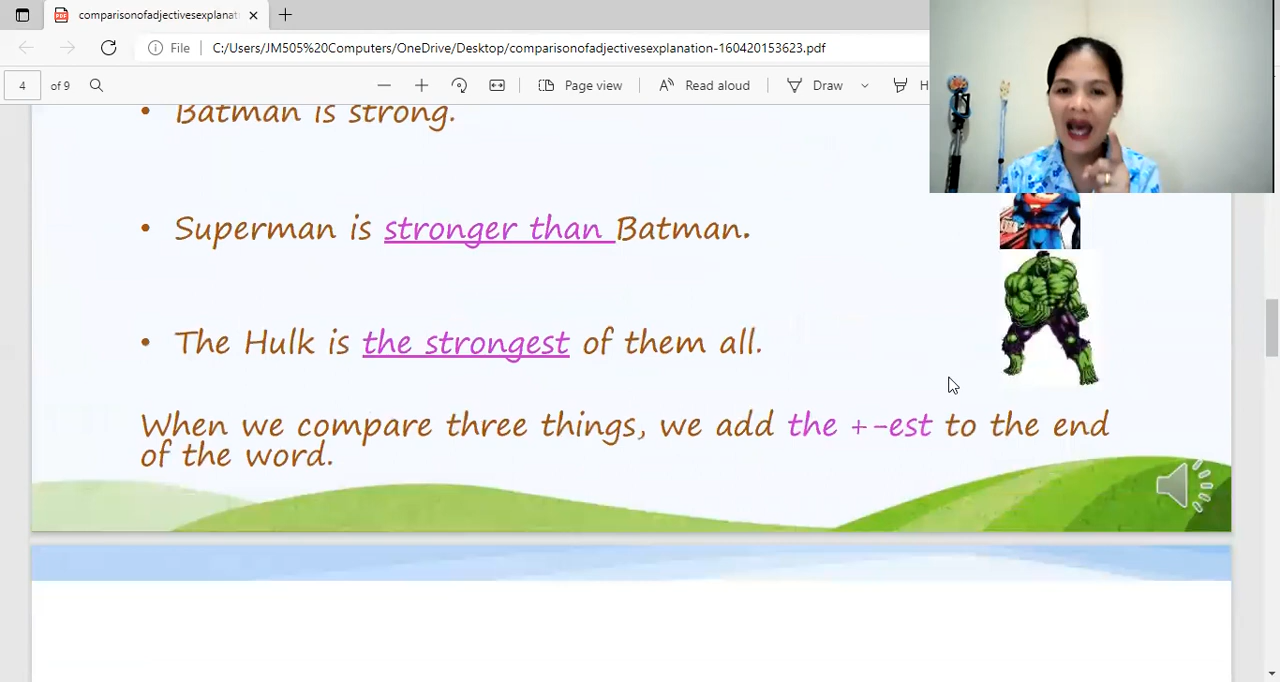 comparisonofadjectivesexplanat
File
C:/Users/JM505%20Computers/OneDrive/Desktop/comparisonofadjectivesexplanation-160420153623.pdf
4 of 9
Page view
Read aloud
Draw
H
• Batman is strong.
• Superman is stronger than Batman.
• The Hulk is the strongest of them all.
When we compare three things, we add the +-est to the end
of the word.